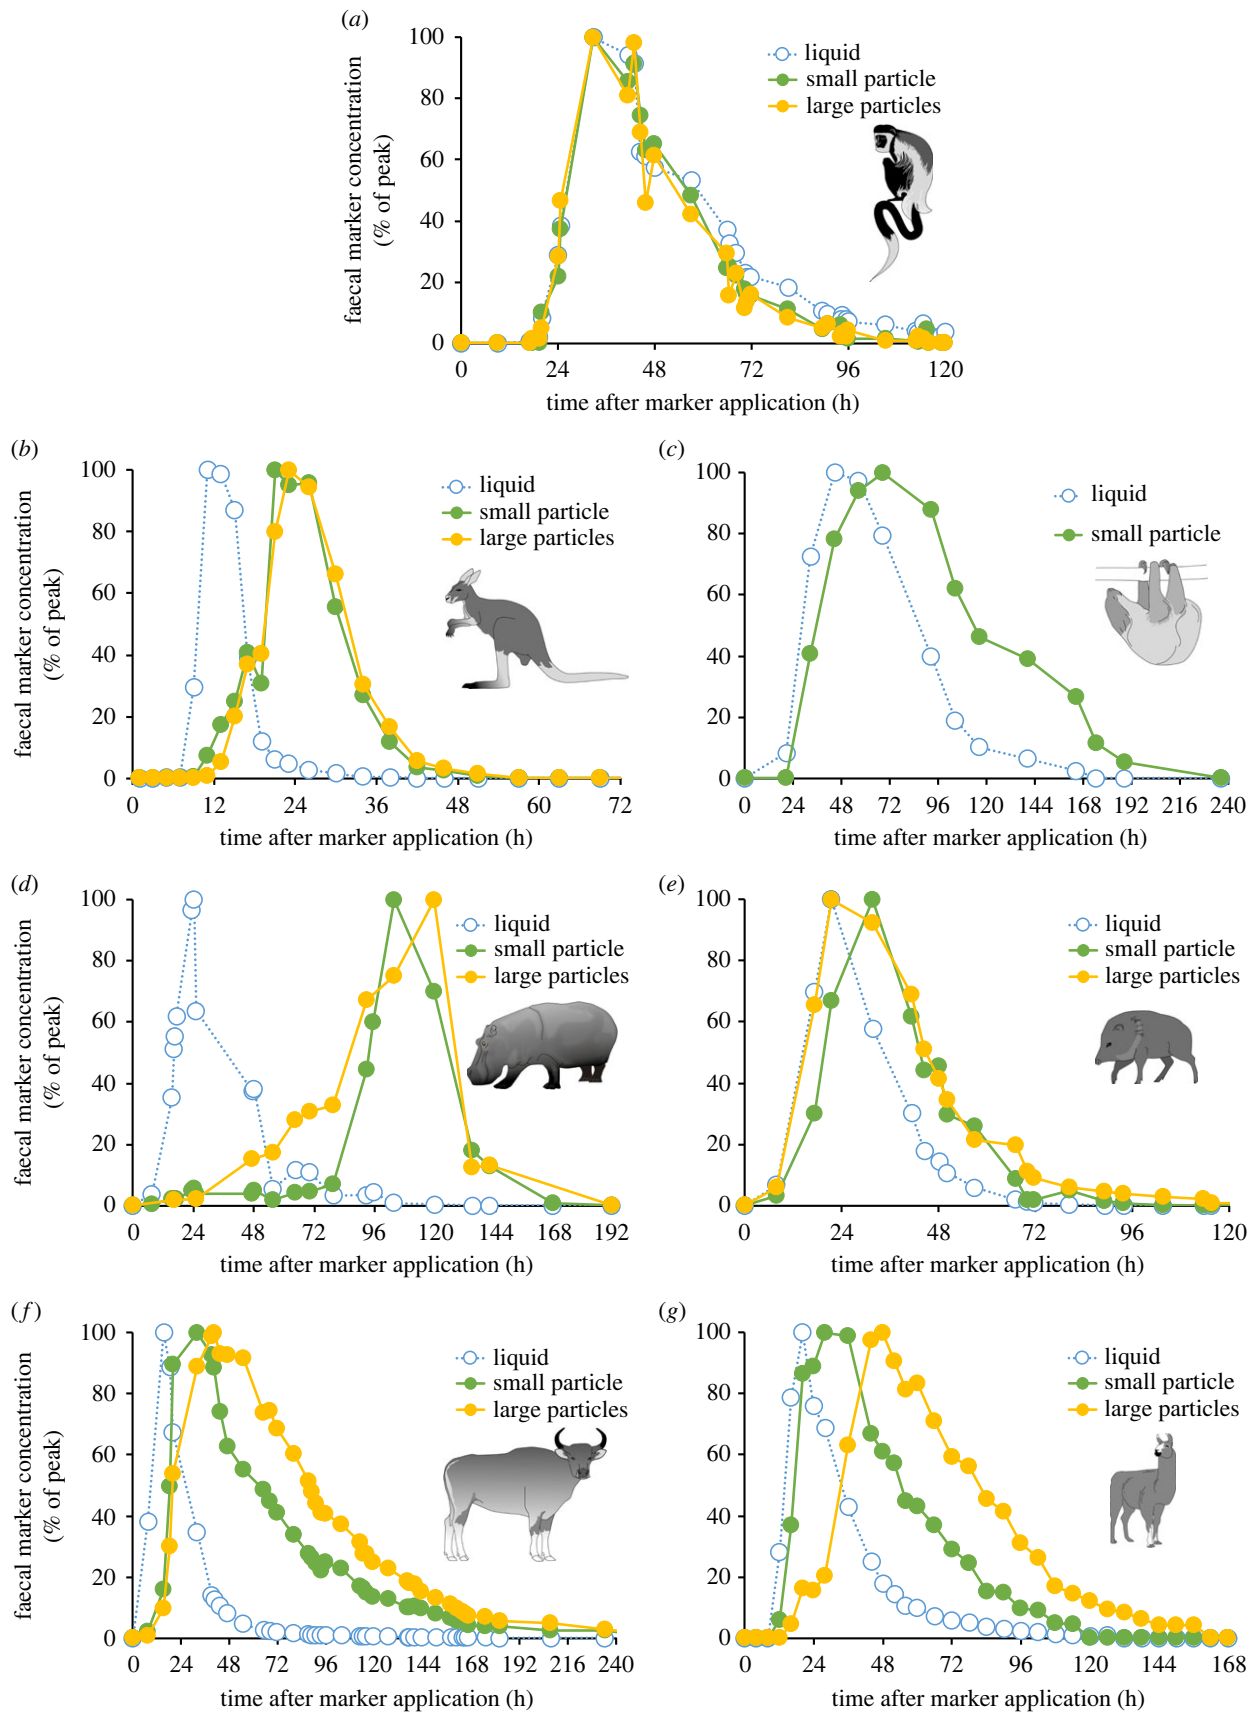 (a)
faecal marker concentration
(% of peak)
100
80
60
40
20
0
liquid
small particle
large particles
0 24 48 72 96 120
time after marker application (h)
(b)
faecal marker concentration
(% of peak)
100
80
60
40
20
0
liquid
small particle
large particles
0 12 24 36 48 60 72
time after marker application (h)
(c)
100
80
60
40
20
0
liquid
small particle
0 24 48 72 96 120 144 168 192 216 240
time after marker application (h)
(d)
faecal marker concentration
(% of peak)
100
80
60
40
20
0
liquid
small particle
large particles
0 24 48 72 96 120 144 168 192
time after marker application (h)
(e)
100
80
60
40
20
0
liquid
small particle
large particles
0 24 48 72 96 120
time after marker application (h)
(f)
faecal marker concentration
(% of peak)
100
80
60
40
20
0
liquid
small particle
large particles
0 24 48 72 96 120 144 168 192 216 240
time after marker application (h)
(g)
100
80
60
40
20
0
liquid
small particle
large particles
0 24 48 72 96 120 144 168
time after marker application (h)